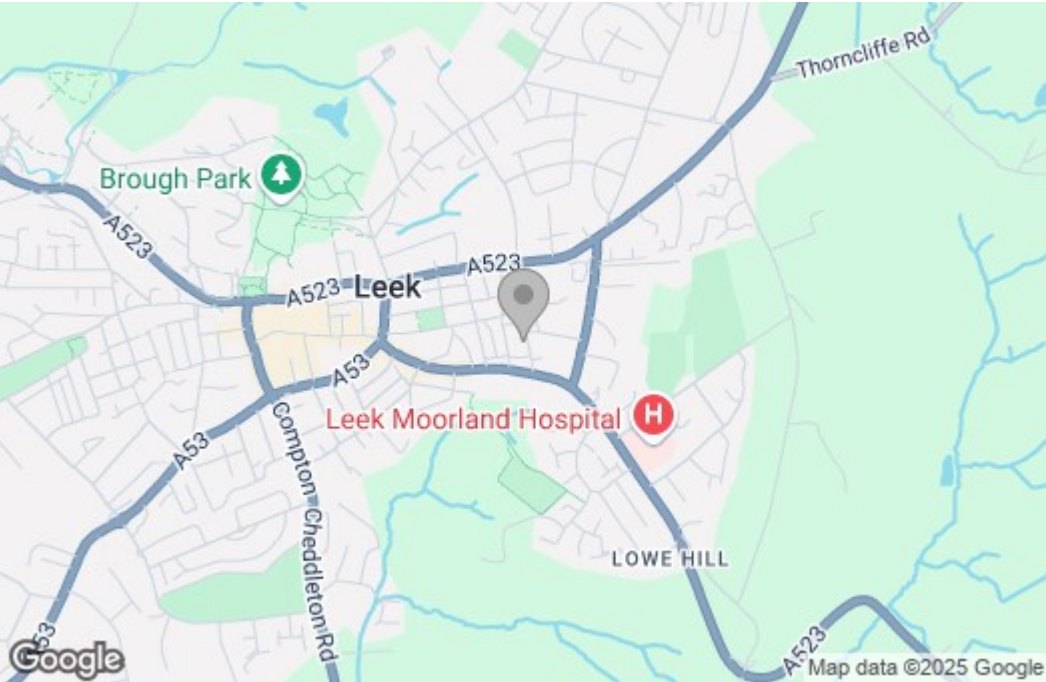 Thorncliffe Rd
Brough Park
A523
A523
A523
Leek
A53
Leek Moorland Hospital
H
A53
Compton
Cheddleton Rd
LOWE HILL
A53
A523
Google
Map data ©2025 Google